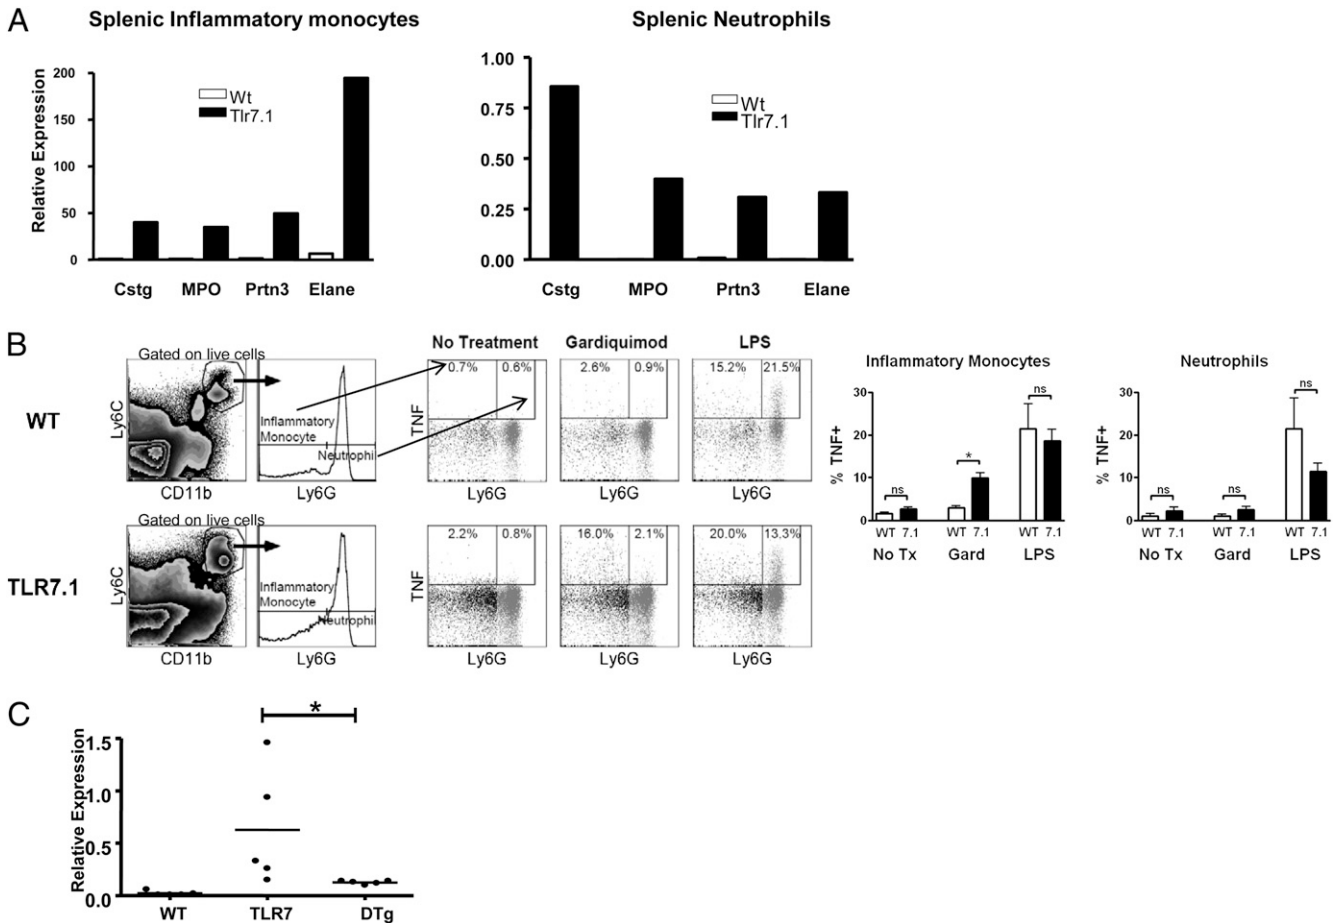 A
Splenic Inflammatory monocytes
Relative Expression
200
150
100
50
0
Wt
Tlr7.1
Cstg MPO Prtn3 Elane
Splenic Neutrophils
1.00
0.75
0.50
0.25
0.00
Wt
Tlr7.1
Cstg MPO Prtn3 Elane
B
WT
Gated on live cells
Ly6C
CD11b
Inflammatory
Monocyte
Neutrophil
Ly6G
No Treatment Gardiquimod LPS
TNF
0.7% 0.6% 2.6% 0.9% 15.2% 21.5%
Ly6G Ly6G Ly6G
TLR7.1
Gated on live cells
Ly6C
CD11b
Inflammatory
Monocyte
Neutrophil
Ly6G
TNF
2.2% 0.8% 16.0% 2.1% 20.0% 13.3%
Ly6G Ly6G Ly6G
Inflammatory Monocytes
% TNF+
30
20
10
0
ns * ns
WT 7.1 WT 7.1 WT 7.1
No Tx Gard LPS
Neutrophils
% TNF+
30
20
10
0
ns ns ns
WT 7.1 WT 7.1 WT 7.1
No Tx Gard LPS
C
Relative Expression
1.5
1.0
0.5
0.0
*
WT TLR7 DTg